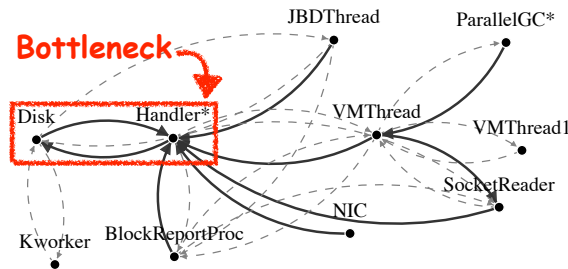 JBDThread
ParallelGC*
Bottleneck
Disk
Handler*
VMThread
VMThread1
SocketReader
NIC
Kworker
BlockReportProc